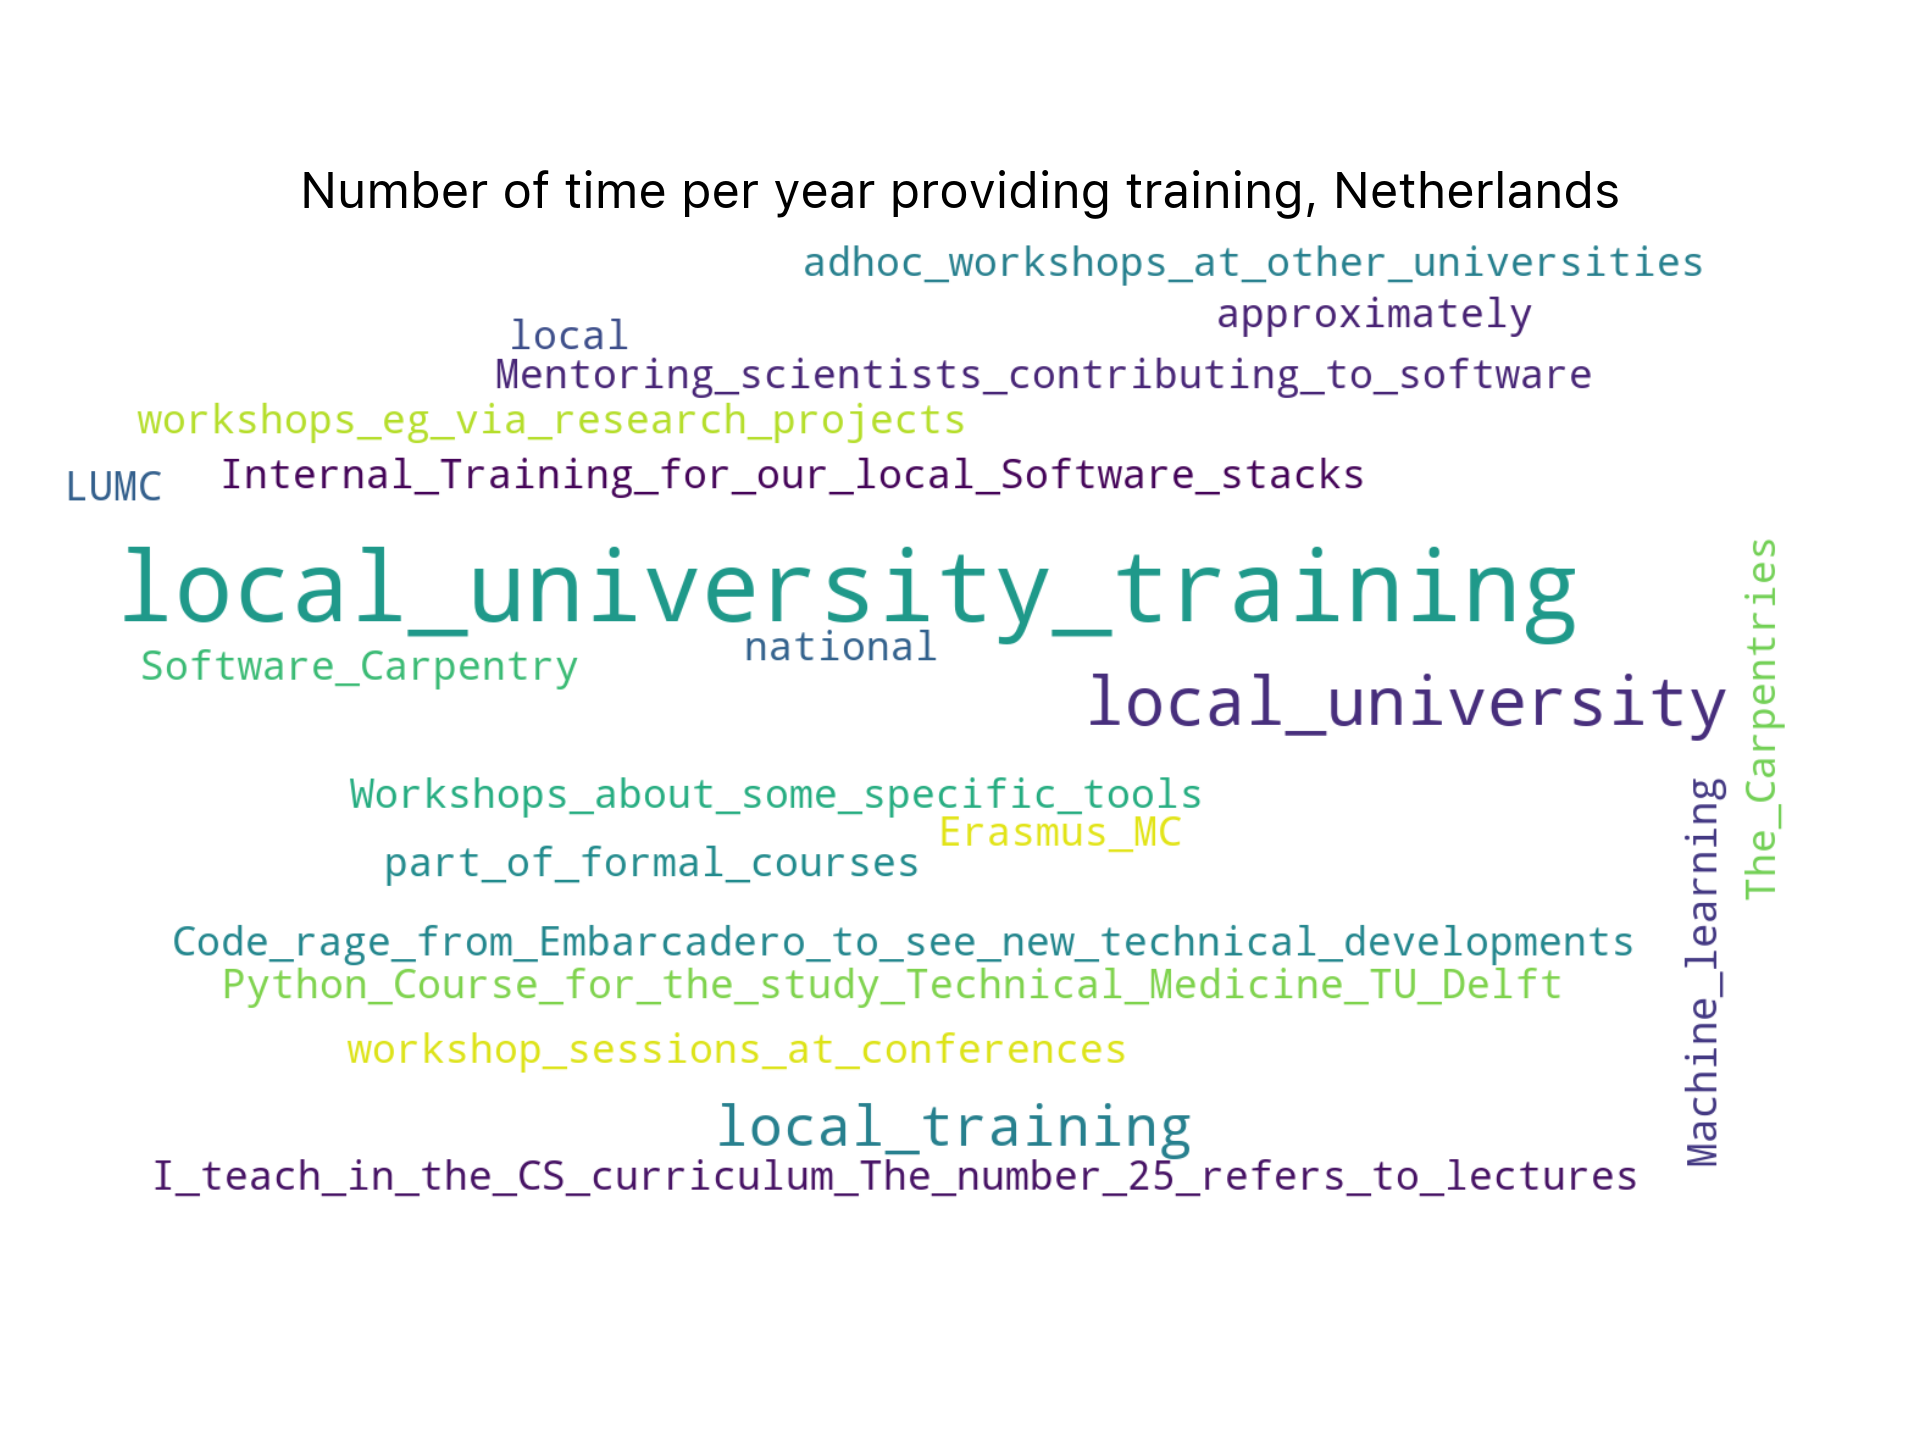 Number of time per year providing training, Netherlands
adhoc_workshops_at_other_universities
approximately
local
Mentoring_scientists_contributing_to_software
workshops_eg_via_research_projects
LUMC
Internal_Training_for_our_local_Software_stacks
local_university_training
national
Software_Carpentry
local_university
The_Carpentries
Workshops_about_some_specific_tools
Erasmus_MC
part_of_formal_courses
Machine_learning
Code_rage_from_Embarcadero_to_see_new_technical_developments
Python_Course_for_the_study_Technical_Medicine_TU_Delft
workshop_sessions_at_conferences
local_training
I_teach_in_the_CS_curriculum_The_number_25_refers_to_lectures